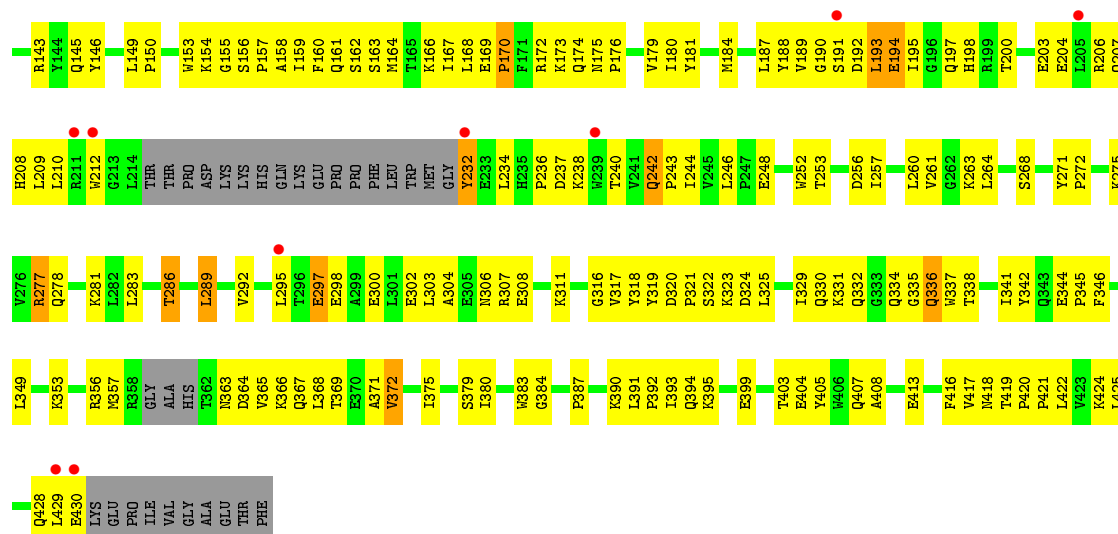 R143 Y144 Q145 Y146 L149 P150 W153 K154 G155 S156 P157 A158 I159 F160 Q161 S162 S163 M164 T165 K166 I167 L168 E169 P170 F171 R172 K173 Q174 N175 P176 V179 I180 Y181 M184 L187 Y188 V189 G190 S191 D192 L193 E194 I195 G196 Q197 H198 R199 T200 E203 E204 L205 R206 Q207
H208 L209 L210 R211 W212 G213 L214 THR THR PRO ASP LYS LYS HIS GLN LYS GLU PRO PRO PHE LEU TRP MET GLY Y232 E233 L234 H235 P236 D237 K238 W239 T240 V241 Q242 P243 I244 V245 L246 P247 E248 W252 T253 D256 I257 L260 V261 G262 K263 L264 S268 Y271 P272 K275
V276 R277 Q278 K281 L282 L283 T286 L289 V292 L295 T296 E297 E298 A299 E300 L301 E302 L303 A304 E305 N306 R307 E308 K311 G316 V317 Y318 Y319 D320 P321 S322 K323 D324 L325 I329 Q330 K331 Q332 G333 Q334 G335 Q336 W337 T338 I341 Y342 Q343 E344 P345 F346
L349 K353 R356 M357 R358 GLY ALA HIS T362 N363 D364 V365 K366 Q367 L368 T369 E370 A371 V372 I375 S379 I380 W383 G384 P387 K390 L391 P392 I393 Q394 K395 E399 T403 E404 Y405 W406 Q407 A408 E413 F416 V417 N418 T419 P420 P421 L422 V423 K424 L425
Q428 L429 E430 LYS GLU PRO ILE VAL GLY ALA GLU THR PHE